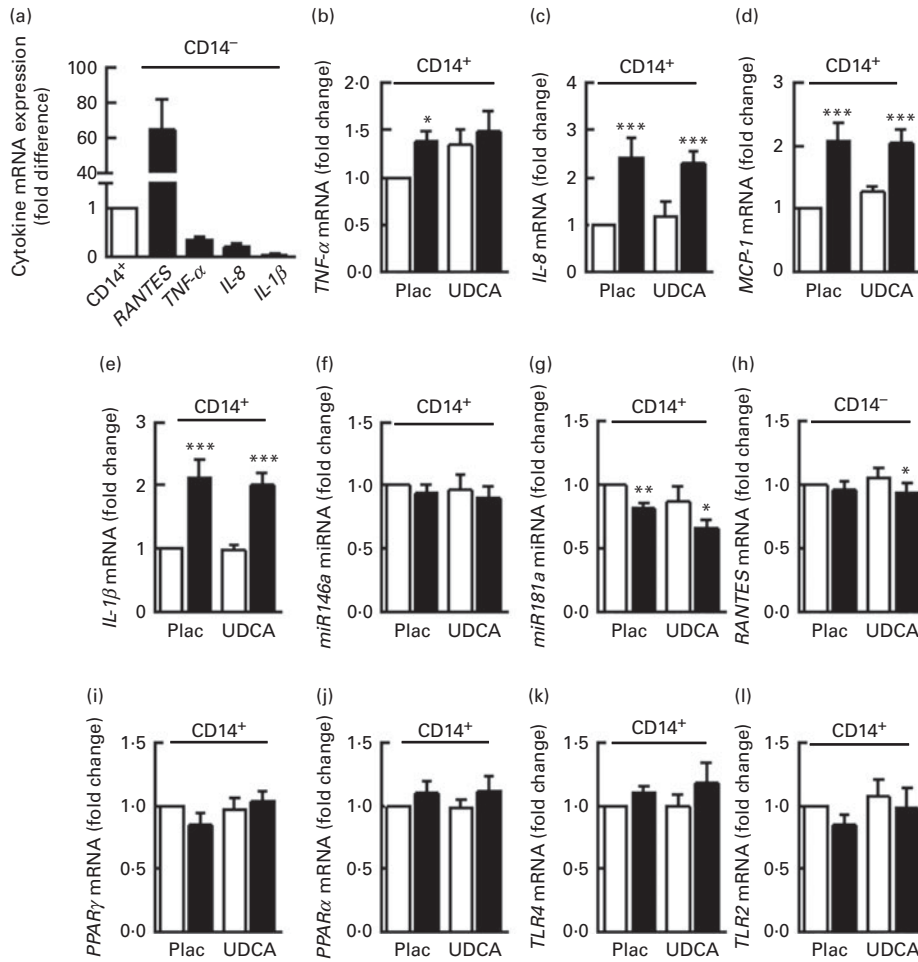 (a)
CD14⁻
Cytokine mRNA expression
(fold difference)
100
80
60
40
1
0
CD14⁺
RANTES
TNF-α
IL-8
IL-1β
(b)
CD14⁺
TNF-α mRNA (fold change)
2·0
1·5
1·0
0·5
0·0
*
Plac UDCA
(c)
CD14⁺
IL-8 mRNA (fold change)
4
3
2
1
0
*** ***
Plac UDCA
(d)
CD14⁺
MCP-1 mRNA (fold change)
3
2
1
0
*** ***
Plac UDCA
(e)
CD14⁺
IL-1β mRNA (fold change)
3
2
1
0
*** ***
Plac UDCA
(f)
CD14⁺
miR146a miRNA (fold change)
1·5
1·0
0·5
0·0
Plac UDCA
(g)
CD14⁺
miR181a miRNA (fold change)
1·5
1·0
0·5
0·0
** *
Plac UDCA
(h)
CD14⁻
RANTES mRNA (fold change)
1·5
1·0
0·5
0·0
*
Plac UDCA
(i)
CD14⁺
PPARγ mRNA (fold change)
1·5
1·0
0·5
0·0
Plac UDCA
(j)
CD14⁺
PPARα mRNA (fold change)
1·5
1·0
0·5
0·0
Plac UDCA
(k)
CD14⁺
TLR4 mRNA (fold change)
1·5
1·0
0·5
0·0
Plac UDCA
(l)
CD14⁺
TLR2 mRNA (fold change)
1·5
1·0
0·5
0·0
Plac UDCA